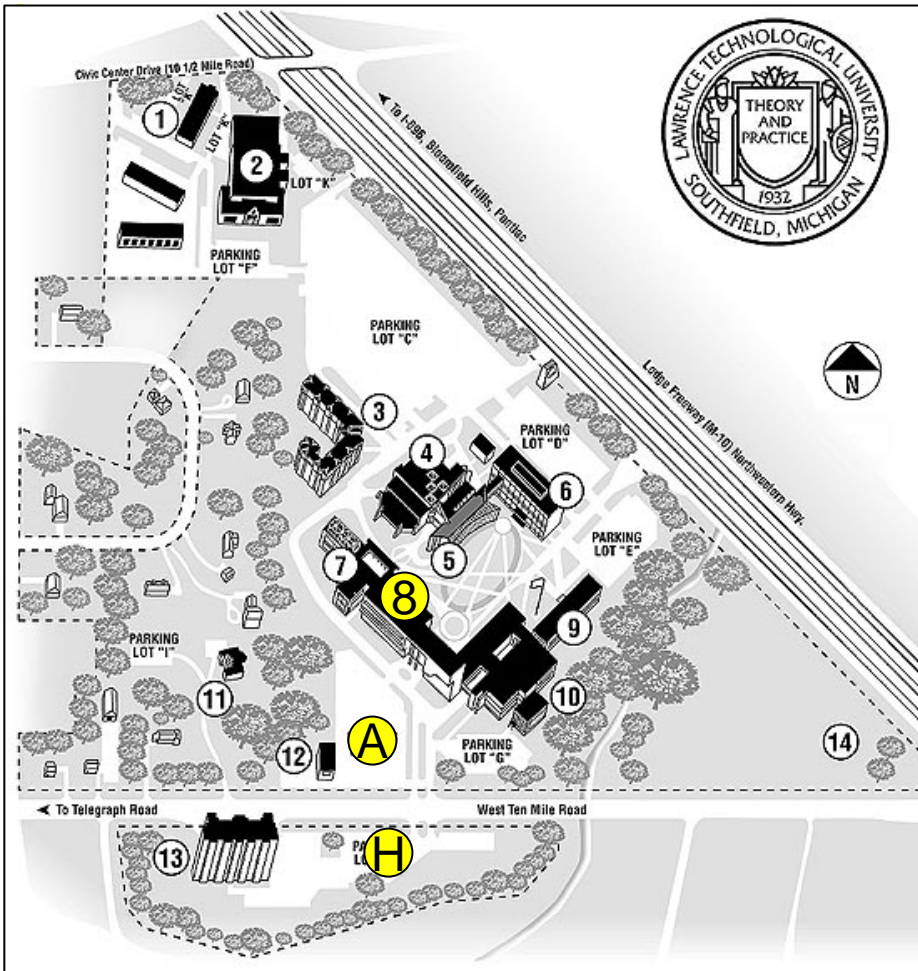 Civic Center Drive (10 1/2 Mile Road)
LOT
"K"
LOT "K"
1
2
LOT "K"
To I-696, Bloomfield Hills, Pontiac
LAWRENCE TECHNOLOGICAL UNIVERSITY
THEORY
AND
PRACTICE
1932
SOUTHFIELD, MICHIGAN
PARKING
LOT "F"
PARKING
LOT "C"
N
Lodge Freeway (M-10) Northwestern Hwy.
3
PARKING
LOT "D"
4
6
PARKING
LOT "E"
5
7
8
9
PARKING
LOT "I"
11
10
A
12
PARKING
LOT "G"
14
To Telegraph Road
West Ten Mile Road
13
H